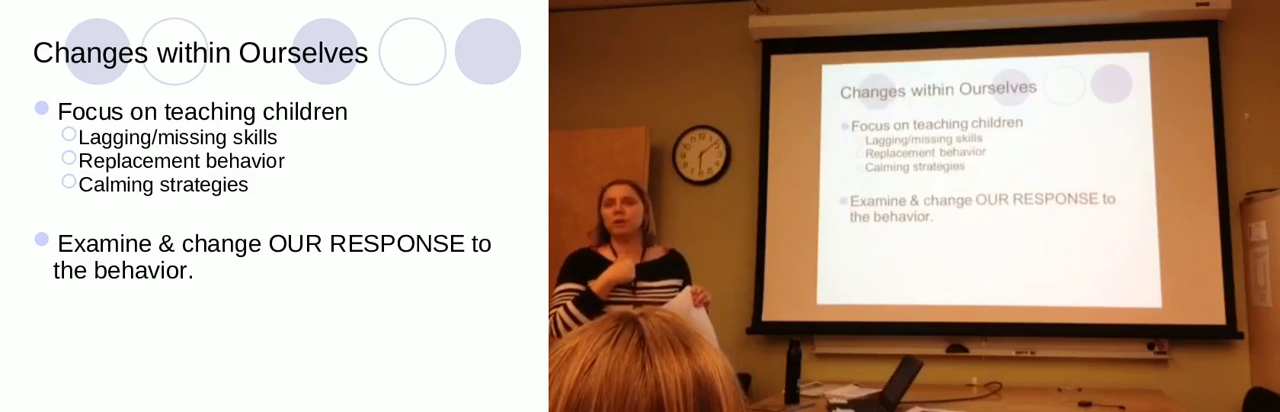 Changes within Ourselves
Focus on teaching children
Lagging/missing skills
Replacement behavior
Calming strategies
Examine & change OUR RESPONSE to
the behavior.
Changes within Ourselves
Focus on teaching children
Lagging/missing skills
Replacement behavior
Calming strategies
Examine & change OUR RESPONSE to
the behavior.